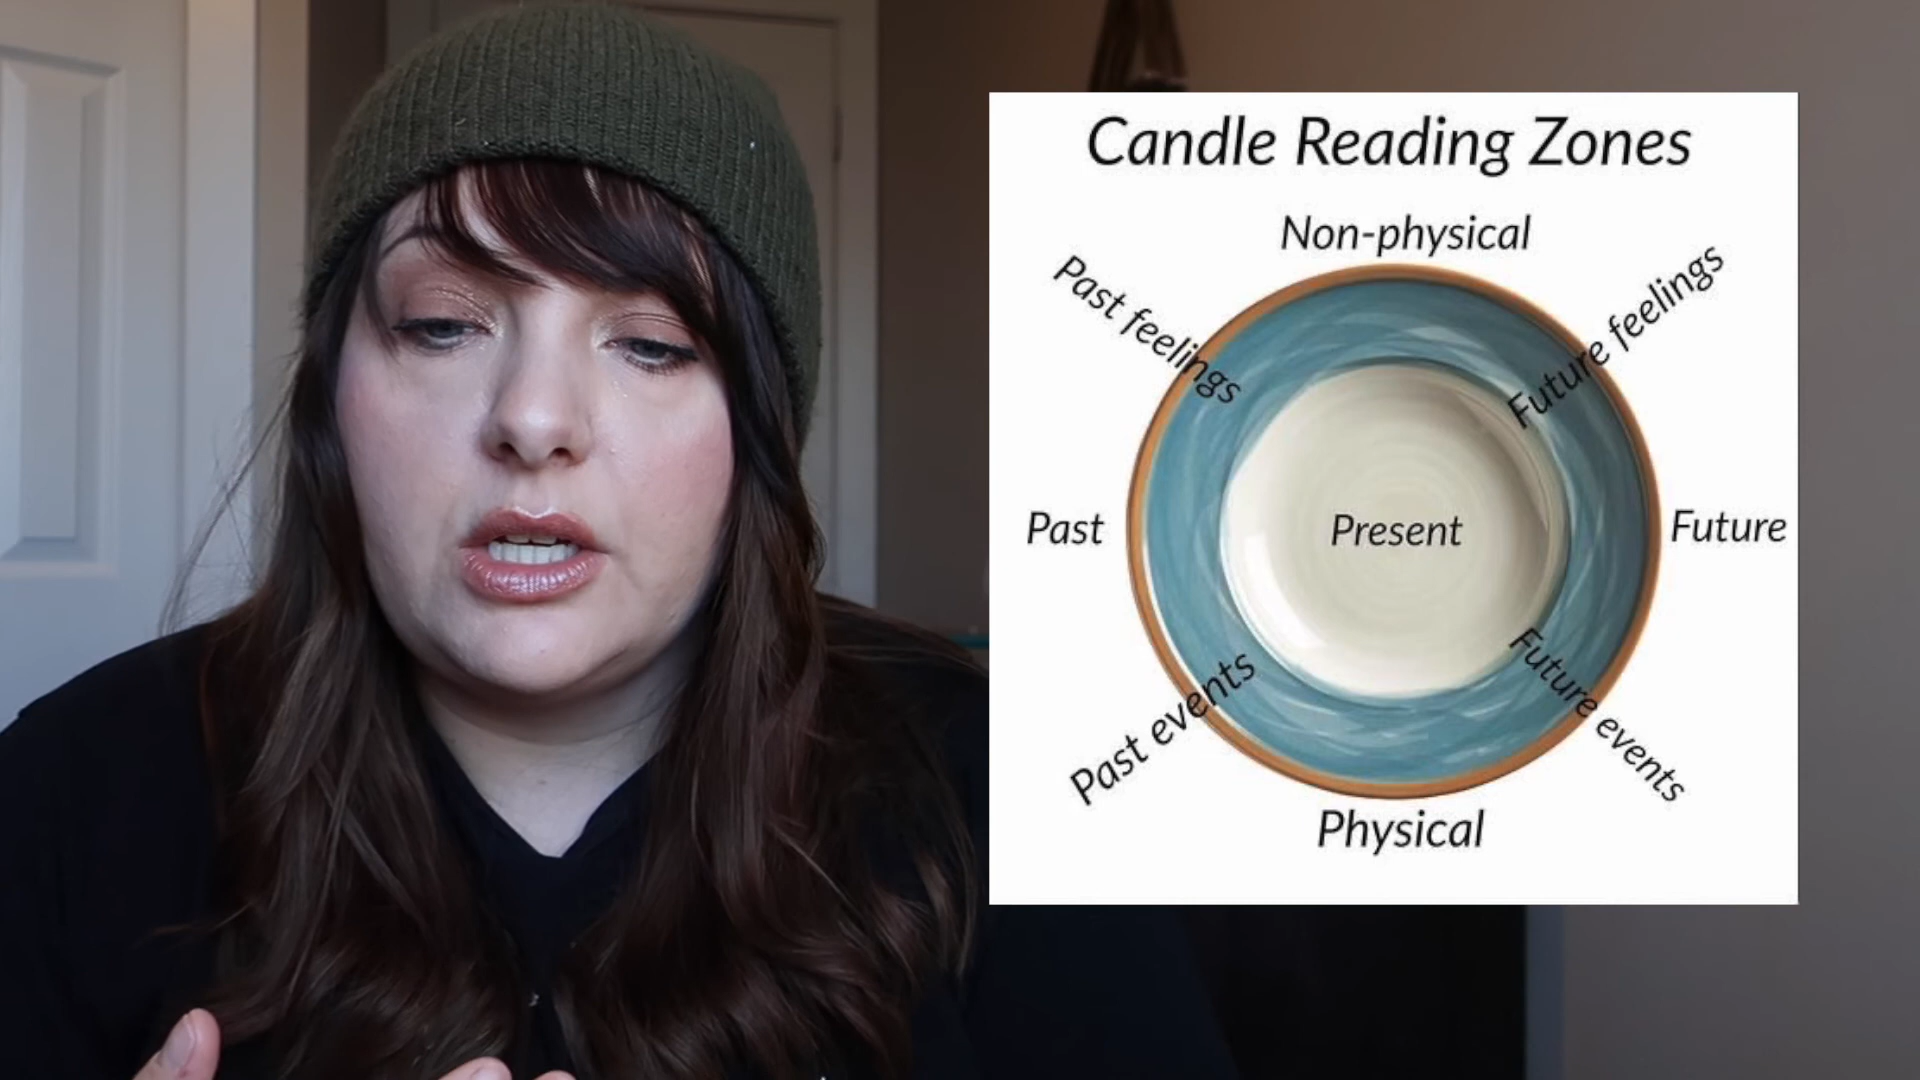 Candle Reading Zones
Non-physical
Past feelings
Future feelings
Past
Present
Future
Past events
Future events
Physical